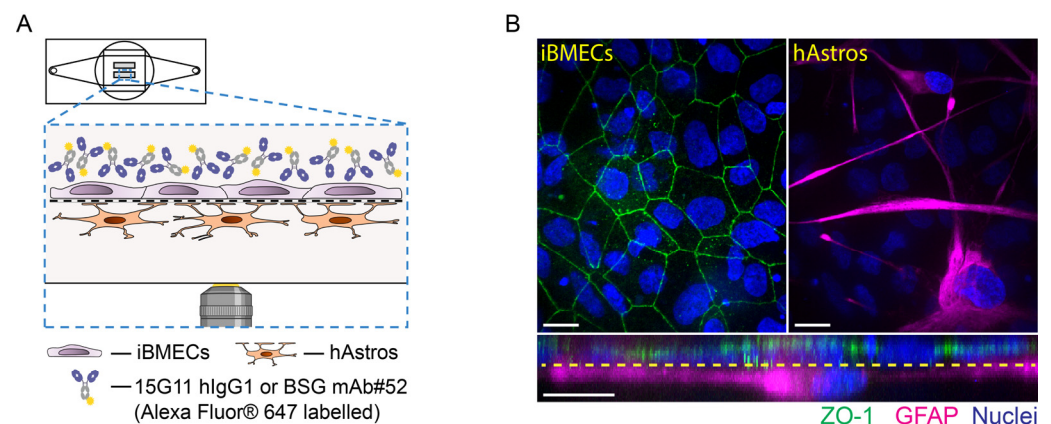 A
B
iBMECs
hAstros
iBMECs
hAstros
15G11 hIgG1 or BSG mAb#52
(Alexa Fluor® 647 labelled)
ZO-1 GFAP Nuclei